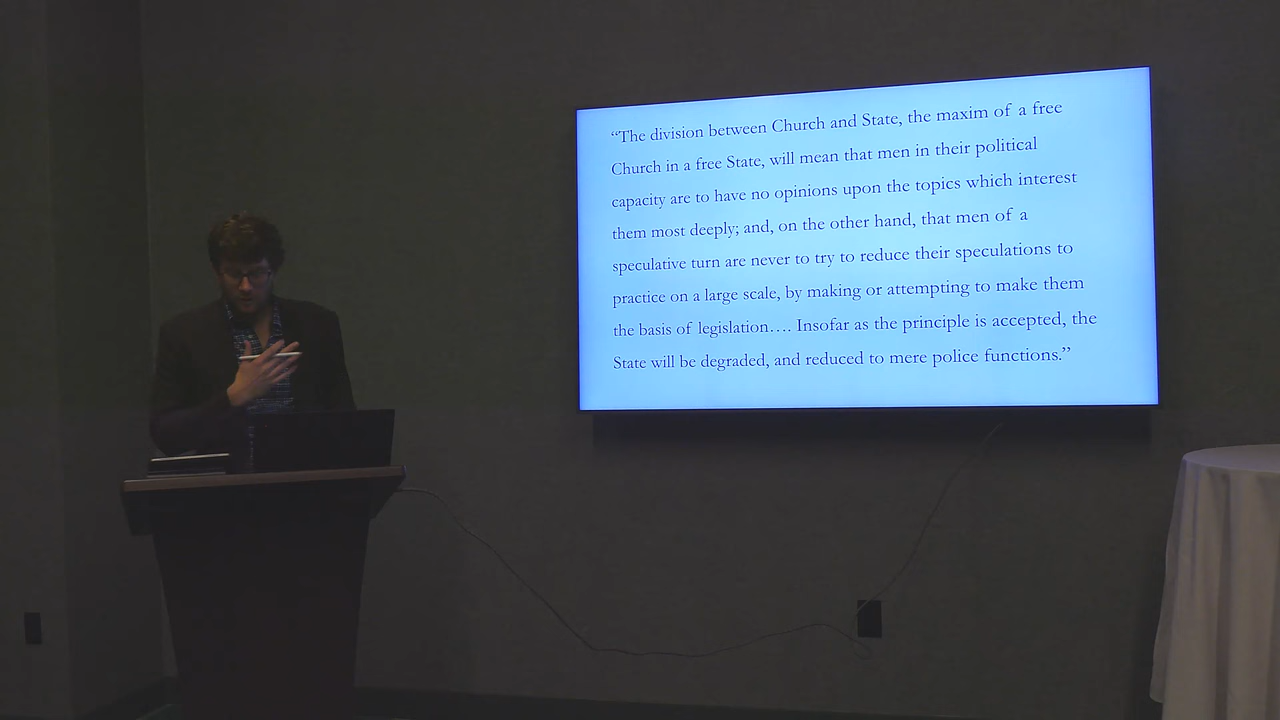 “The division between Church and State, the maxim of a free
Church in a free State, will mean that men in their political
capacity are to have no opinions upon the topics which interest
them most deeply; and, on the other hand, that men of a
speculative turn are never to try to reduce their speculations to
practice on a large scale, by making or attempting to make them
the basis of legislation…. Insofar as the principle is accepted, the
State will be degraded, and reduced to mere police functions.”